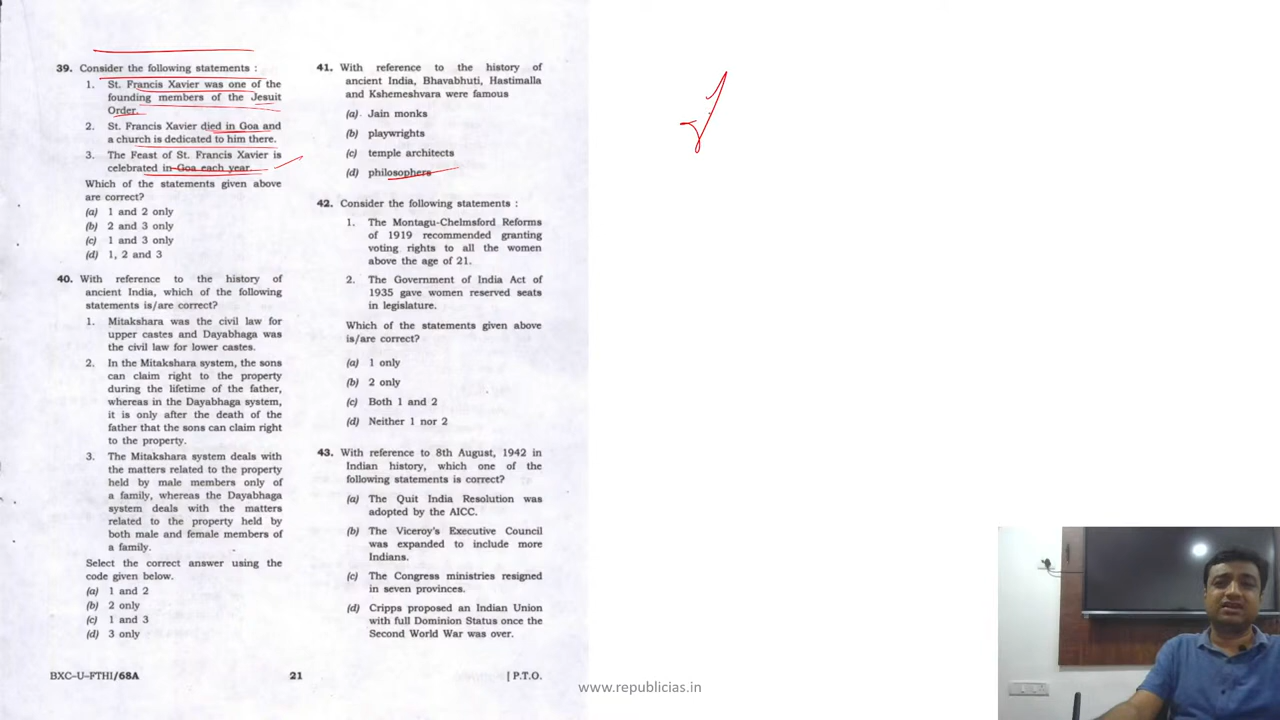 39. Consider the following statements :
1. St. Francis Xavier was one of the
founding members of the Jesuit
Order.
2. St. Francis Xavier died in Goa and
a church is dedicated to him there.
3. The Feast of St. Francis Xavier is
celebrated in Goa each year.
Which of the statements given above
are correct?
(a) 1 and 2 only
(b) 2 and 3 only
(c) 1 and 3 only
(d) 1, 2 and 3
40. With reference to the history of
ancient India, which of the following
statements is/are correct?
1. Mitakshara was the civil law for
upper castes and Dayabhaga was
the civil law for lower castes.
2. In the Mitakshara system, the sons
can claim right to the property
during the lifetime of the father,
whereas in the Dayabhaga system,
it is only after the death of the
father that the sons can claim right
to the property.
3. The Mitakshara system deals with
the matters related to the property
held by male members only of
a family, whereas the Dayabhaga
system deals with the matters
related to the property held by
both male and female members of
a family.
Select the correct answer using the
code given below.
(a) 1 and 2
(b) 2 only
(c) 1 and 3
(d) 3 only
BXC-U-FTHI/68A
41. With reference to the history of
ancient India, Bhavabhuti, Hastimalla
and Kshemeshvara were famous
(a) Jain monks
(b) playwrights
(c) temple architects
(d) philosophers
42. Consider the following statements :
1. The Montagu-Chelmsford Reforms
of 1919 recommended granting
voting rights to all the women
above the age of 21.
2. The Government of India Act of
1935 gave women reserved seats
in legislature.
Which of the statements given above
is/are correct?
(a) 1 only
(b) 2 only
(c) Both 1 and 2
(d) Neither 1 nor 2
43. With reference to 8th August, 1942 in
Indian history, which one of the
following statements is correct?
(a) The Quit India Resolution was
adopted by the AICC.
(b) The Viceroy's Executive Council
was expanded to include more
Indians.
(c) The Congress ministries resigned
in seven provinces.
(d) Cripps proposed an Indian Union
with full Dominion Status once the
Second World War was over.
21
[ P.T.O.
www.republicias.in